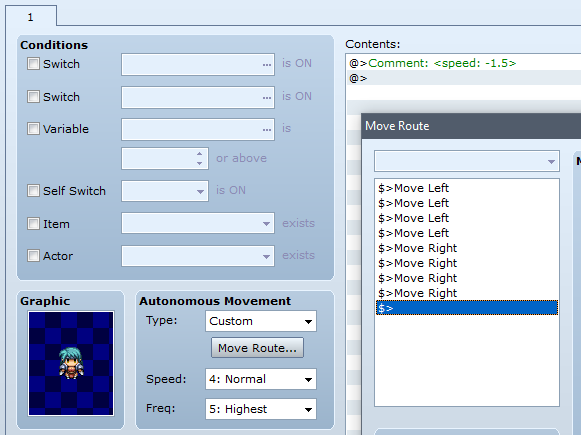 1
Conditions
Switch ... is ON
Switch ... is ON
Variable ... is
or above
Self Switch is ON
Item exists
Actor exists
Graphic
Autonomous Movement
Type: Custom
Move Route...
Speed: 4: Normal
Freq: 5: Highest
Contents:
@>Comment: <speed: -1.5>
@>
Move Route
$>Move Left
$>Move Left
$>Move Left
$>Move Left
$>Move Right
$>Move Right
$>Move Right
$>Move Right
$>